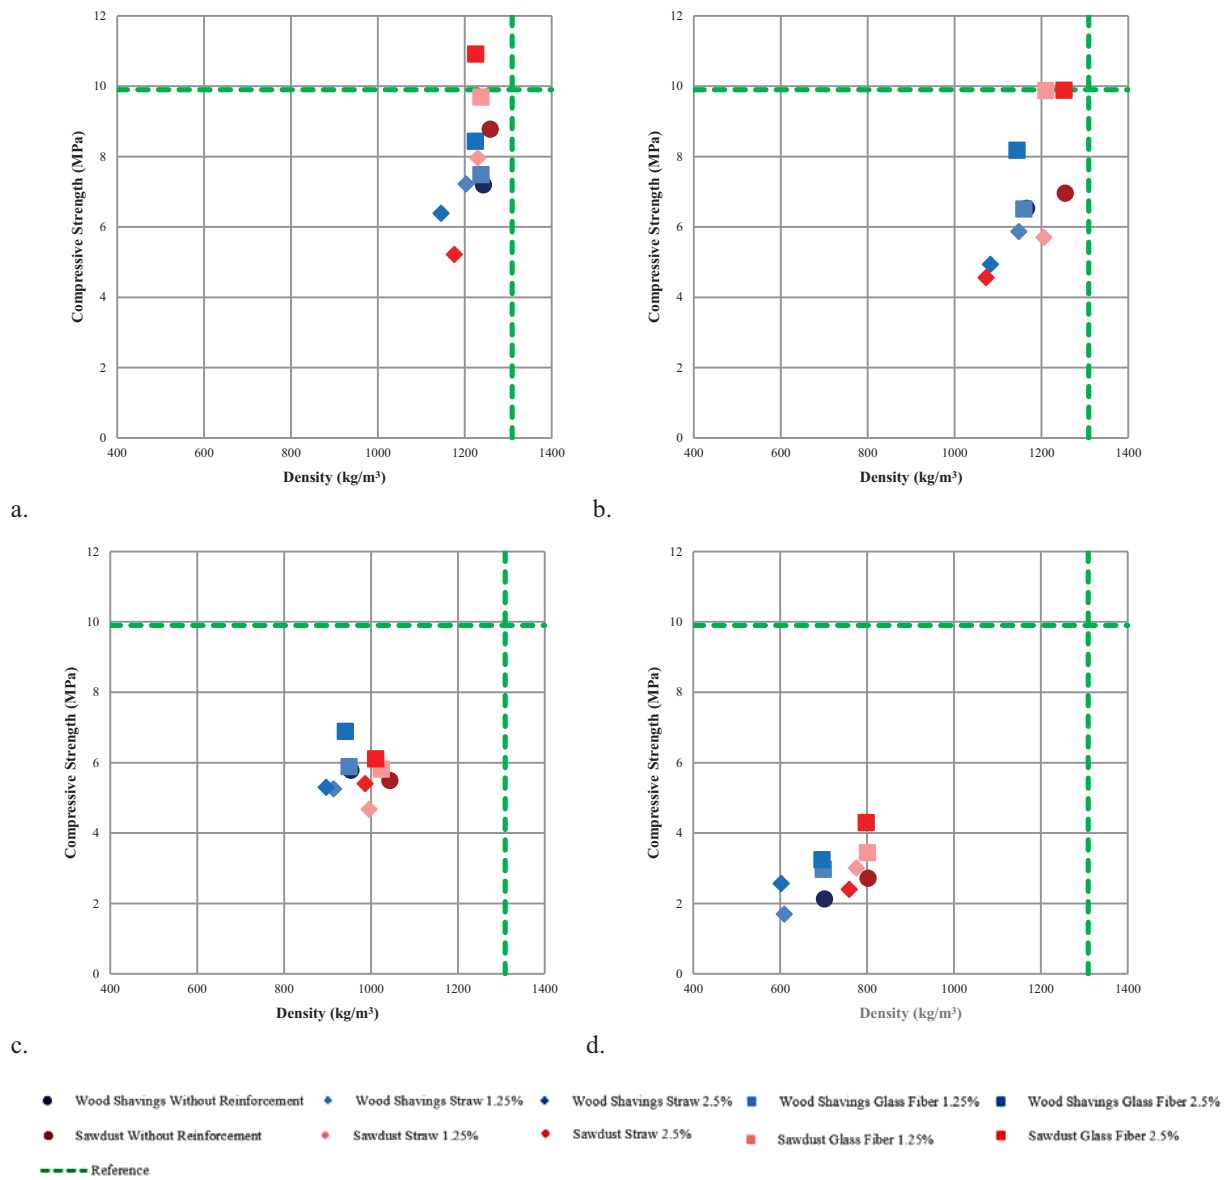 12
10
8
6
4
2
0
400 600 800 1000 1200 1400
Compressive Strength (MPa)
Density (kg/m³)
a.
12
10
8
6
4
2
0
400 600 800 1000 1200 1400
Compressive Strength (MPa)
Density (kg/m³)
b.
12
10
8
6
4
2
0
400 600 800 1000 1200 1400
Compressive Strength (MPa)
Density (kg/m³)
c.
12
10
8
6
4
2
0
400 600 800 1000 1200 1400
Compressive Strength (MPa)
Density (kg/m³)
d.
Wood Shavings Without Reinforcement Wood Shavings Straw 1.25% Wood Shavings Straw 2.5% Wood Shavings Glass Fiber 1.25% Wood Shavings Glass Fiber 2.5%
Sawdust Without Reinforcement Sawdust Straw 1.25% Sawdust Straw 2.5% Sawdust Glass Fiber 1.25% Sawdust Glass Fiber 2.5%
Reference